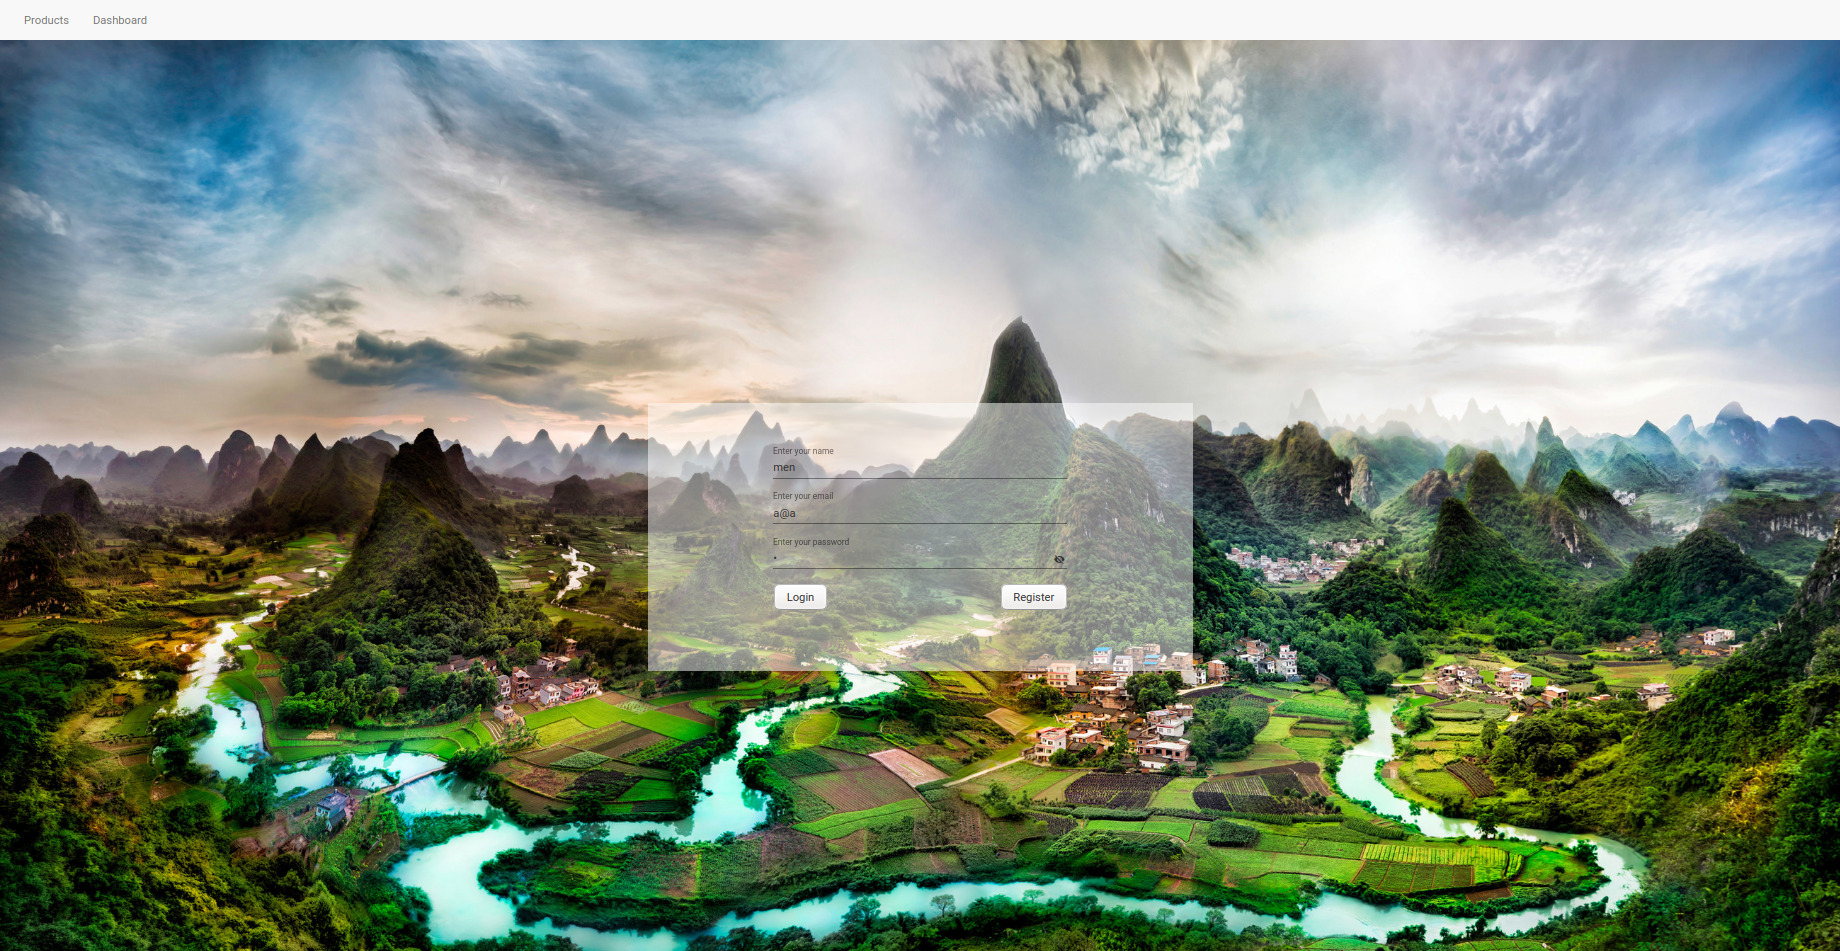 Products Dashboard
Enter your name
men
Enter your email
a@a
Enter your password
•
Login Register